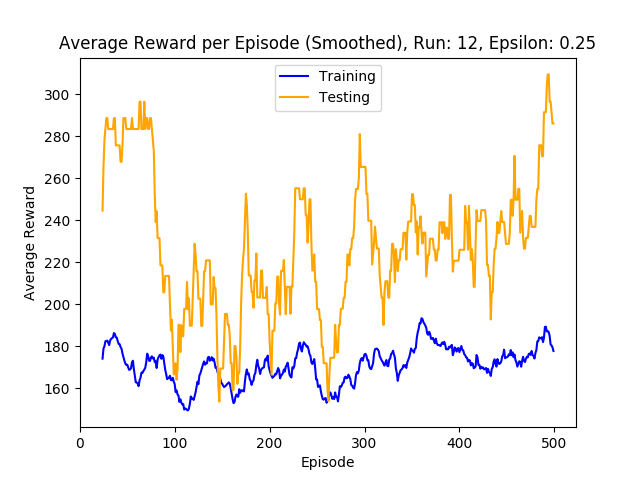 Average Reward per Episode (Smoothed), Run: 12, Epsilon: 0.25
Training
Testing
Average Reward
300
280
260
240
220
200
180
160
0
100
200
300
400
500
Episode